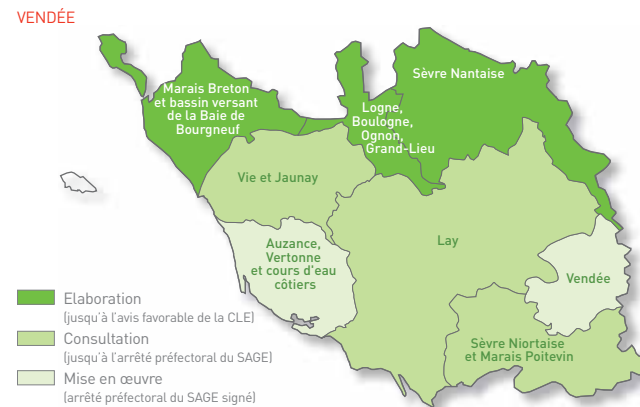 VENDÉE
Sèvre Nantaise
Marais Breton
et bassin versant
de la Baie de
Bourgneuf
Logne,
Boulogne,
Ognon,
Grand-Lieu
Vie et Jaunay
Lay
Auzance,
Vertonne
et cours d'eau
côtiers
Vendée
Sèvre Niortaise
et Marais Poitevin
Elaboration
(jusqu'à l'avis favorable de la CLE)
Consultation
(jusqu'à l'arrêté préfectoral du SAGE)
Mise en œuvre
(arrêté préfectoral du SAGE signé)